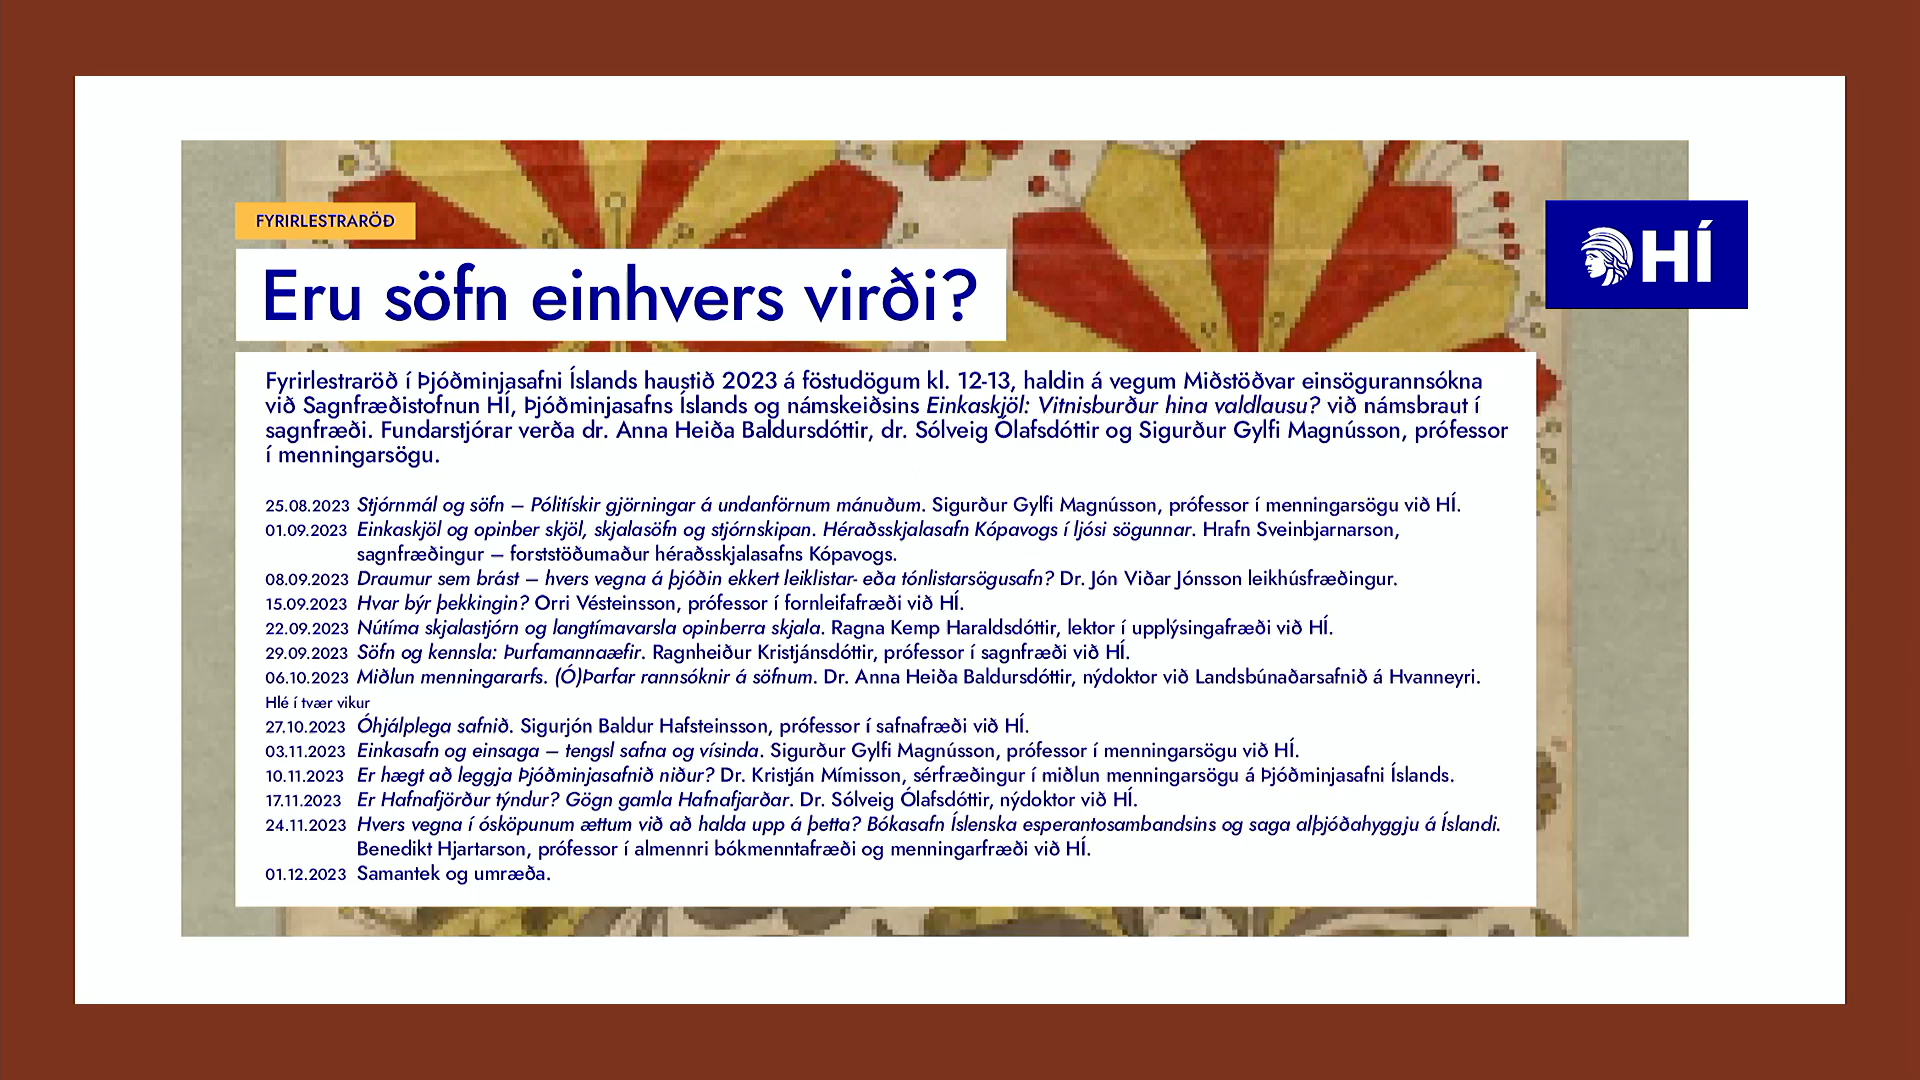 FYRIRLESTRARÖÐ
HÍ
Eru söfn einhvers virði?
Fyrirlestraröð í Þjóðminjasafni Íslands haustið 2023 á föstudögum kl. 12-13, haldin á vegum Miðstöðvar einsögurannsókna
við Sagnfræðistofnun HÍ, Þjóðminjasafns Íslands og námskeiðsins Einkaskjöl: Vitnisburður hina valdlausu? við námsbraut í
sagnfræði. Fundarstjórar verða dr. Anna Heiða Baldursdóttir, dr. Sólveig Ólafsdóttir og Sigurður Gylfi Magnússon, prófessor
í menningarsögu.
25.08.2023 Stjórnmál og söfn – Pólitískir gjörningar á undanförnum mánuðum. Sigurður Gylfi Magnússon, prófessor í menningarsögu við HÍ.
01.09.2023 Einkaskjöl og opinber skjöl, skjalasöfn og stjórnskipan. Héraðsskjalasafn Kópavogs í ljósi sögunnar. Hrafn Sveinbjarnarson,
sagnfræðingur – forststöðumaður héraðsskjalasafns Kópavogs.
08.09.2023 Draumur sem brást – hvers vegna á þjóðin ekkert leiklistar- eða tónlistarsögusafn? Dr. Jón Viðar Jónsson leikhúsfræðingur.
15.09.2023 Hvar býr þekkingin? Orri Vésteinsson, prófessor í fornleifafræði við HÍ.
22.09.2023 Nútíma skjalastjórn og langtímavarsla opinberra skjala. Ragna Kemp Haraldsdóttir, lektor í upplýsingafræði við HÍ.
29.09.2023 Söfn og kennsla: Þurfamannaæfir. Ragnheiður Kristjánsdóttir, prófessor í sagnfræði við HÍ.
06.10.2023 Miðlun menningararfs. (Ó)Þarfar rannsóknir á söfnum. Dr. Anna Heiða Baldursdóttir, nýdoktor við Landsbúnaðarsafnið á Hvanneyri.
Hlé í tvær vikur
27.10.2023 Óhjálplega safnið. Sigurjón Baldur Hafsteinsson, prófessor í safnafræði við HÍ.
03.11.2023 Einkasafn og einsaga – tengsl safna og vísinda. Sigurður Gylfi Magnússon, prófessor í menningarsögu við HÍ.
10.11.2023 Er hægt að leggja Þjóðminjasafnið niður? Dr. Kristján Mímisson, sérfræðingur í miðlun menningarsögu á Þjóðminjasafni Íslands.
17.11.2023 Er Hafnafjörður týndur? Gögn gamla Hafnafjarðar. Dr. Sólveig Ólafsdóttir, nýdoktor við HÍ.
24.11.2023 Hvers vegna í ósköpunum ættum við að halda upp á þetta? Bókasafn Íslenska esperantosambandsins og saga alþjóðahyggju á Íslandi.
Benedikt Hjartarson, prófessor í almennri bókmenntafræði og menningarfræði við HÍ.
01.12.2023 Samantek og umræða.